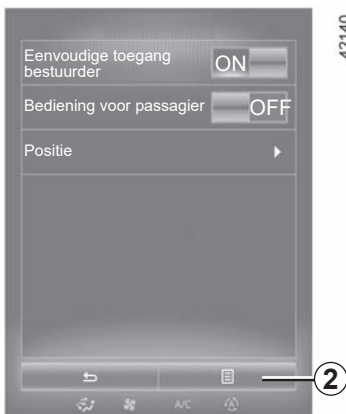 42140
Eenvoudige toegang
bestuurder
ON
Bediening voor passagier
OFF
Positie
2
A/C